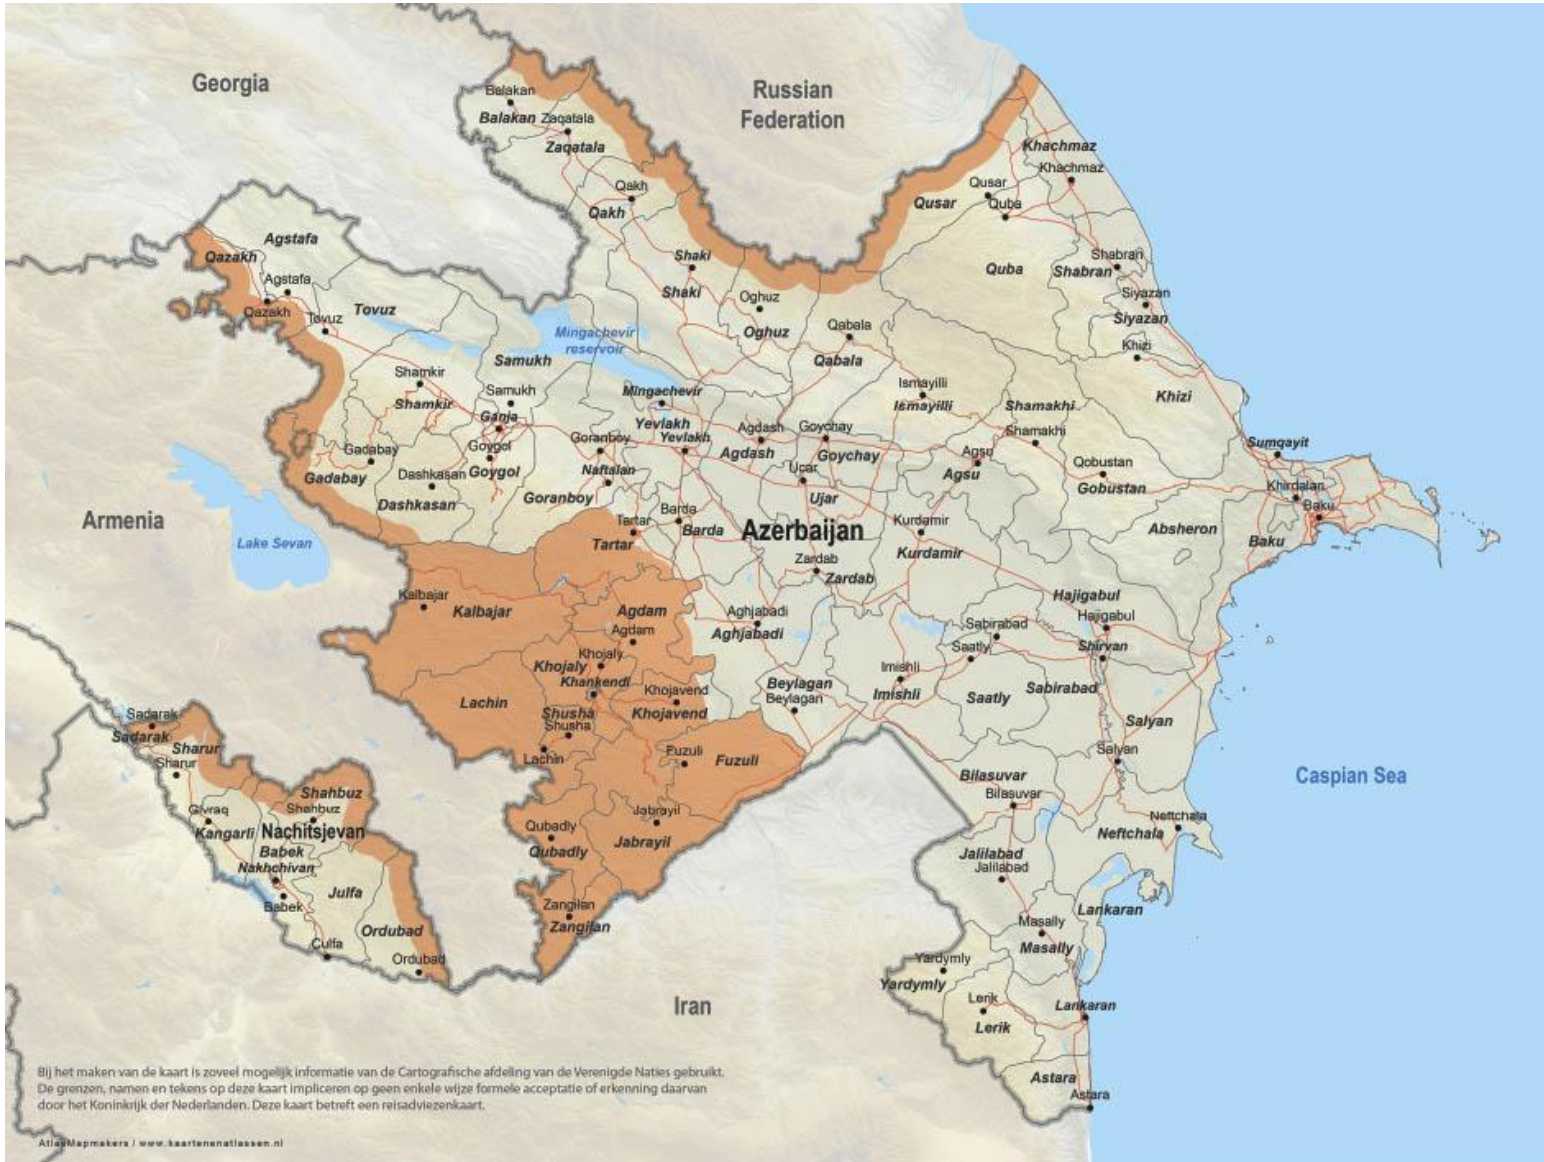 Georgia
Russian
Federation
Balakan
Balakan
Zaqatala
Zaqatala
Khachmaz
Khachmaz
Qakh
Qakh
Qusar
Qusar
Quba
Agstafa
Qazakh
Agstafa
Shaki
Shaki
Quba
Shabran
Shabran
Qazakh
Tovuz
Tovuz
Oghuz
Oghuz
Siyazan
Siyazan
Mingachevir
reservoir
Qabala
Qabala
Khizi
Khizi
Samukh
Shamkir
Shamkir
Samukh
Mingachevir
Ismayilli
Ismayilli
Shamakhi
Shamakhi
Ganja
Yevlakh
Yevlakh
Agdash
Agdash
Goychay
Goychay
Sumqayit
Gadabay
Gadabay
Goygol
Goygol
Goranboy
Goranboy
Naftalan
Dashkasan
Dashkasan
Ucar
Ujar
Agsu
Agsu
Qobustan
Gobustan
Khirdalan
Baku
Baku
Armenia
Lake Sevan
Tartar
Tartar
Barda
Barda
Azerbaijan
Kurdamir
Kurdamir
Absheron
Zardab
Zardab
Kalbajar
Kalbajar
Agdam
Agdam
Aghjabadi
Aghjabadi
Hajigabul
Hajigabul
Sabirabad
Saatly
Shirvan
Khojaly
Khojaly
Khankendi
Khojavend
Khojavend
Lachin
Shusha
Shusha
Lachin
Beylagan
Beylagan
Imishli
Imishli
Saatly
Sabirabad
Salyan
Salyan
Sadarak
Sadarak
Sharur
Sharur
Fuzuli
Fuzuli
Bilasuvar
Bilasuvar
Caspian Sea
Shahbuz
Shahbuz
Givraq
Kangarli
Nachitsjevan
Babek
Nakhchivan
Babek
Julfa
Culfa
Ordubad
Ordubad
Qubadly
Qubadly
Jabrayil
Jabrayil
Neftchala
Neftchala
Jalilabad
Jalilabad
Zangilan
Zangilan
Lankaran
Masally
Masally
Yardymly
Yardymly
Iran
Lerik
Lerik
Lankaran
Astara
Astara
Bij het maken van de kaart is zoveel mogelijk informatie van de Cartografische afdeling van de Verenigde Naties gebruikt.
De grenzen, namen en tekens op deze kaart impliceren op geen enkele wijze formele acceptatie of erkenning daarvan
door het Koninkrijk der Nederlanden. Deze kaart betreft een reisadviezenkaart.
Atlas Mapmakers / www.kaartenenatlassen.nl